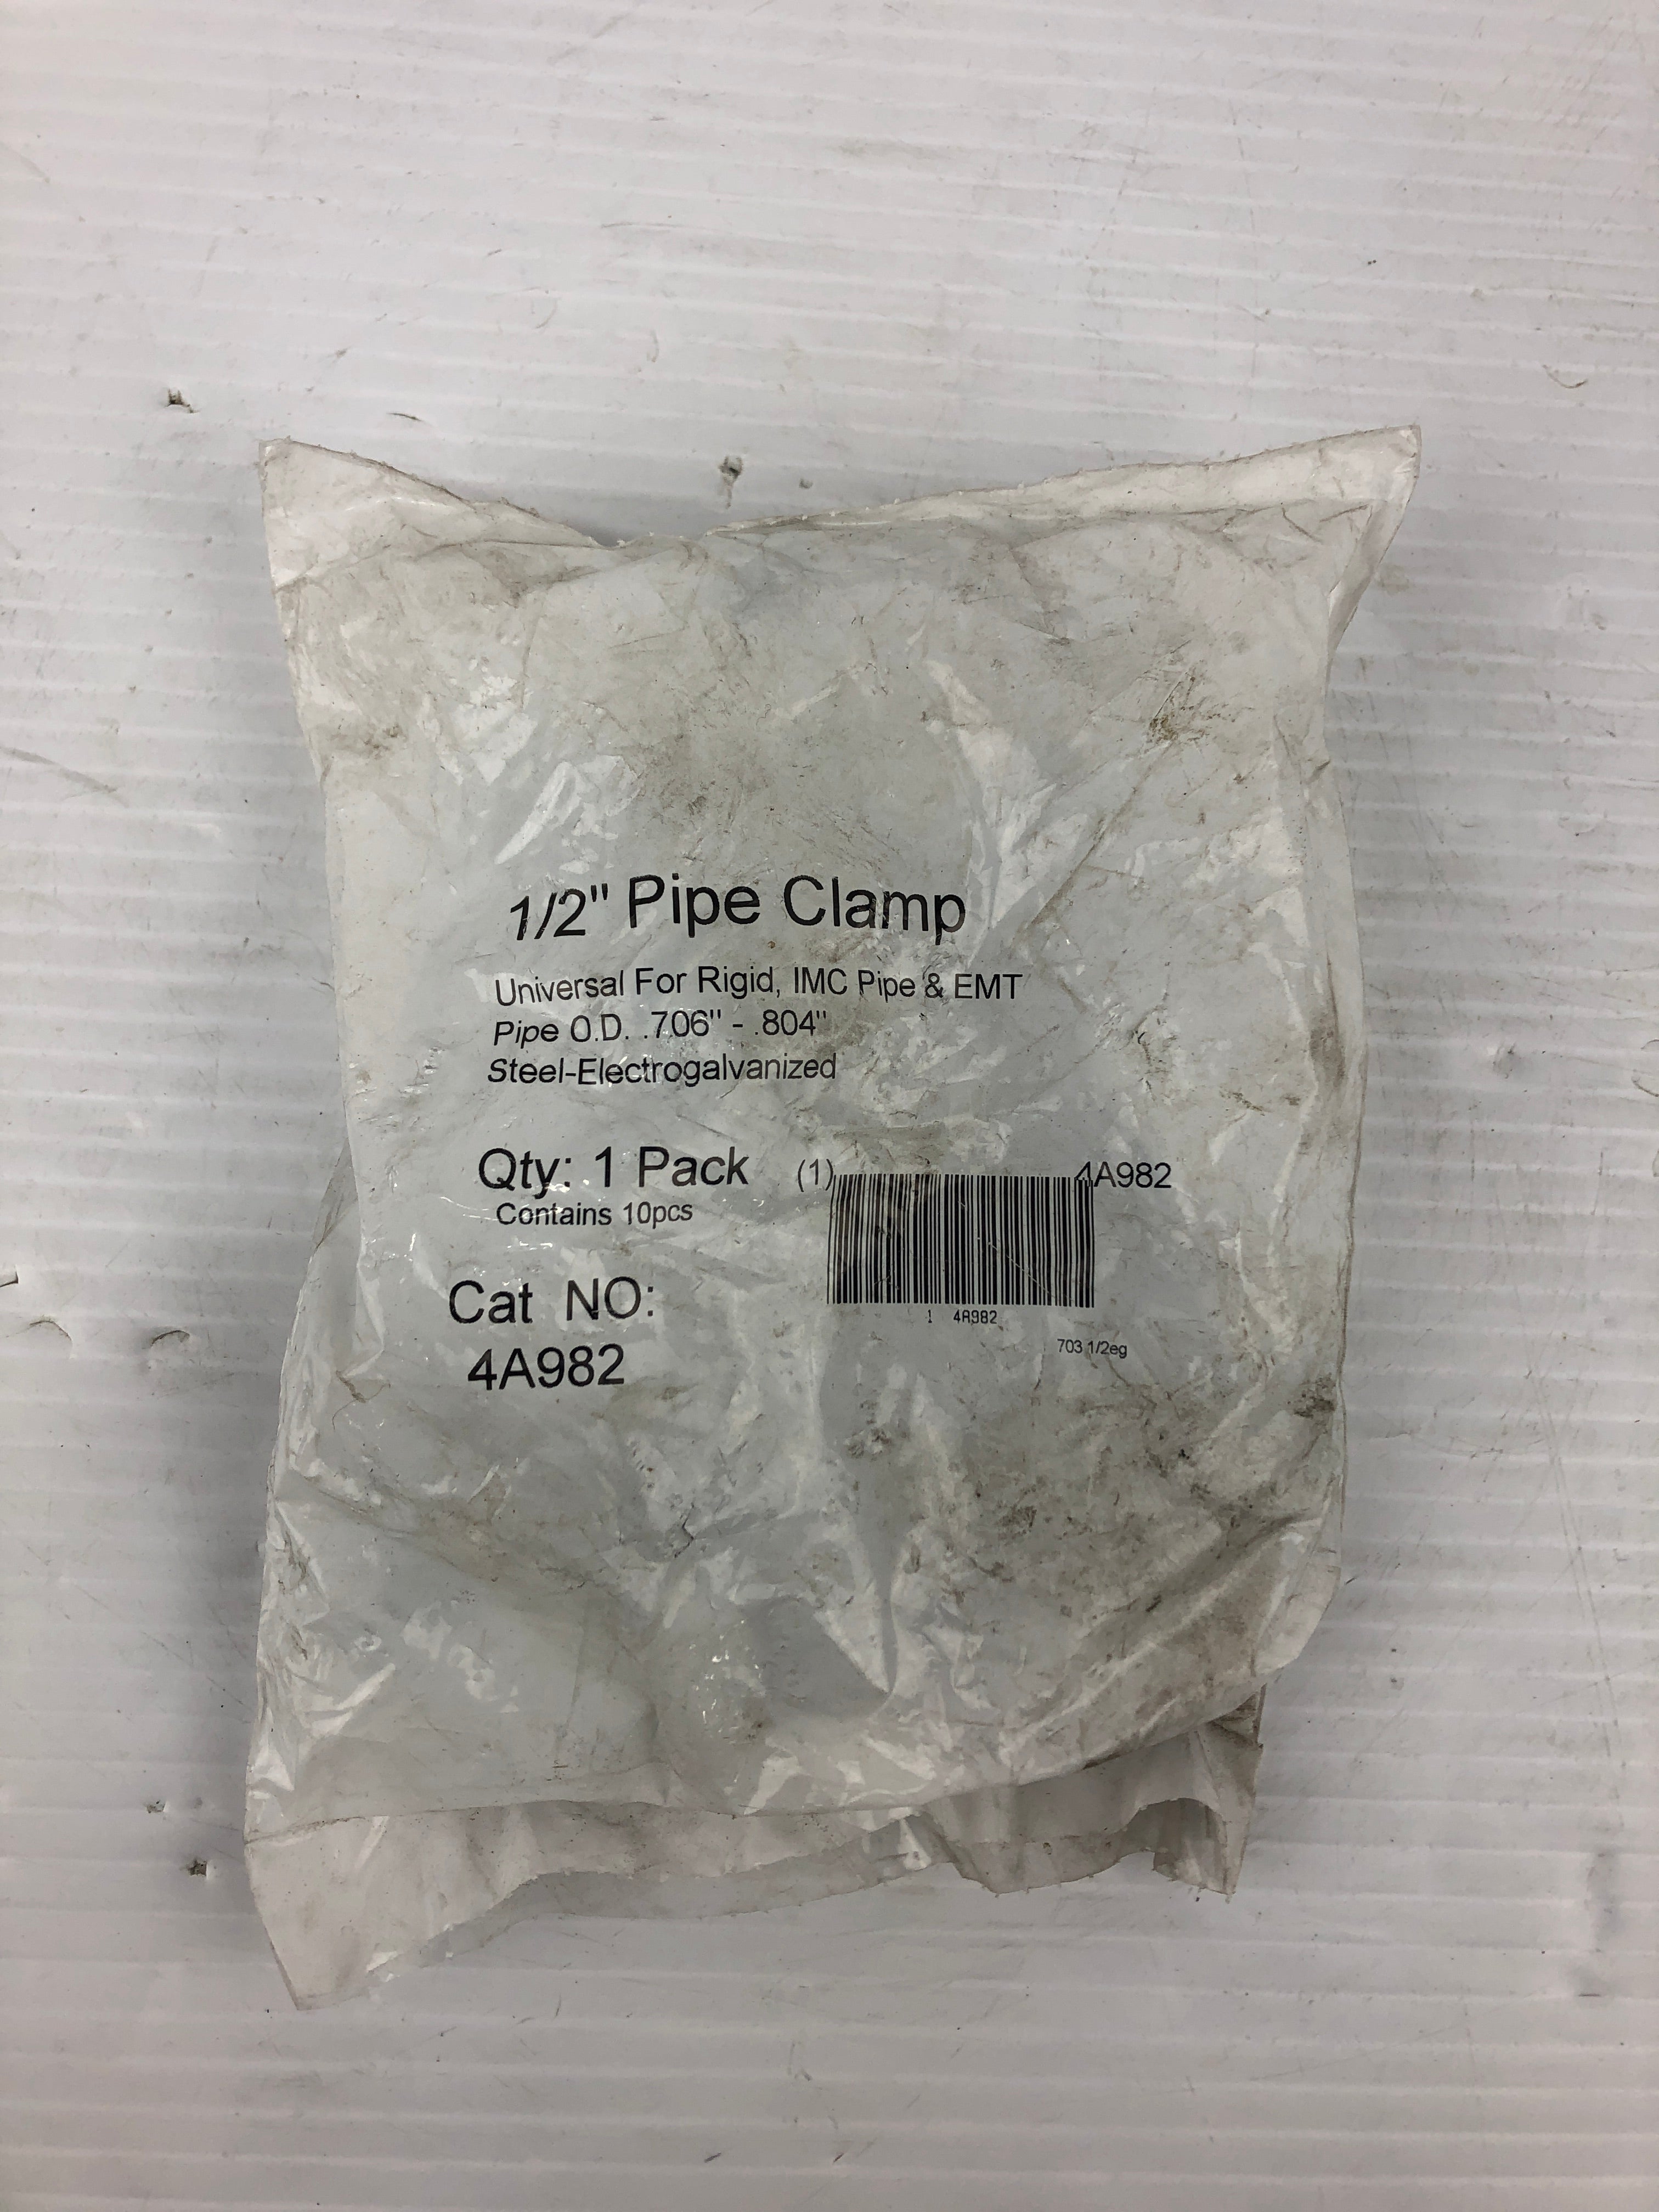 1/2" Pipe Clamp
Universal For Rigid, IMC Pipe & EMT
Pipe O.D. .706" - .804"
Steel-Electrogalvanized
Qty: 1 Pack (1) 4A982
Contains 10pcs
Cat NO:
4A982
1 4A982
703 1/2eg